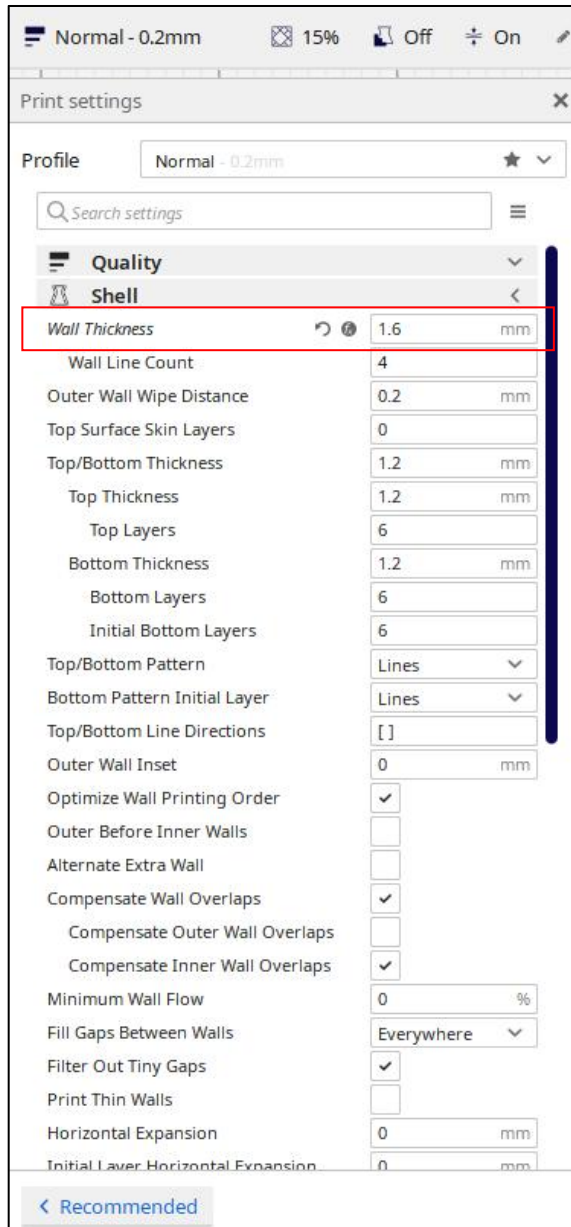 Normal - 0.2mm 15% Off On
Print settings
Profile Normal - 0.2mm
Search settings
Quality
Shell
Wall Thickness 1.6 mm
Wall Line Count 4
Outer Wall Wipe Distance 0.2 mm
Top Surface Skin Layers 0
Top/Bottom Thickness 1.2 mm
Top Thickness 1.2 mm
Top Layers 6
Bottom Thickness 1.2 mm
Bottom Layers 6
Initial Bottom Layers 6
Top/Bottom Pattern Lines
Bottom Pattern Initial Layer Lines
Top/Bottom Line Directions [ ]
Outer Wall Inset 0 mm
Optimize Wall Printing Order
Outer Before Inner Walls
Alternate Extra Wall
Compensate Wall Overlaps
Compensate Outer Wall Overlaps
Compensate Inner Wall Overlaps
Minimum Wall Flow 0 %
Fill Gaps Between Walls Everywhere
Filter Out Tiny Gaps
Print Thin Walls
Horizontal Expansion 0 mm
Initial Layer Horizontal Expansion 0 mm
Recommended